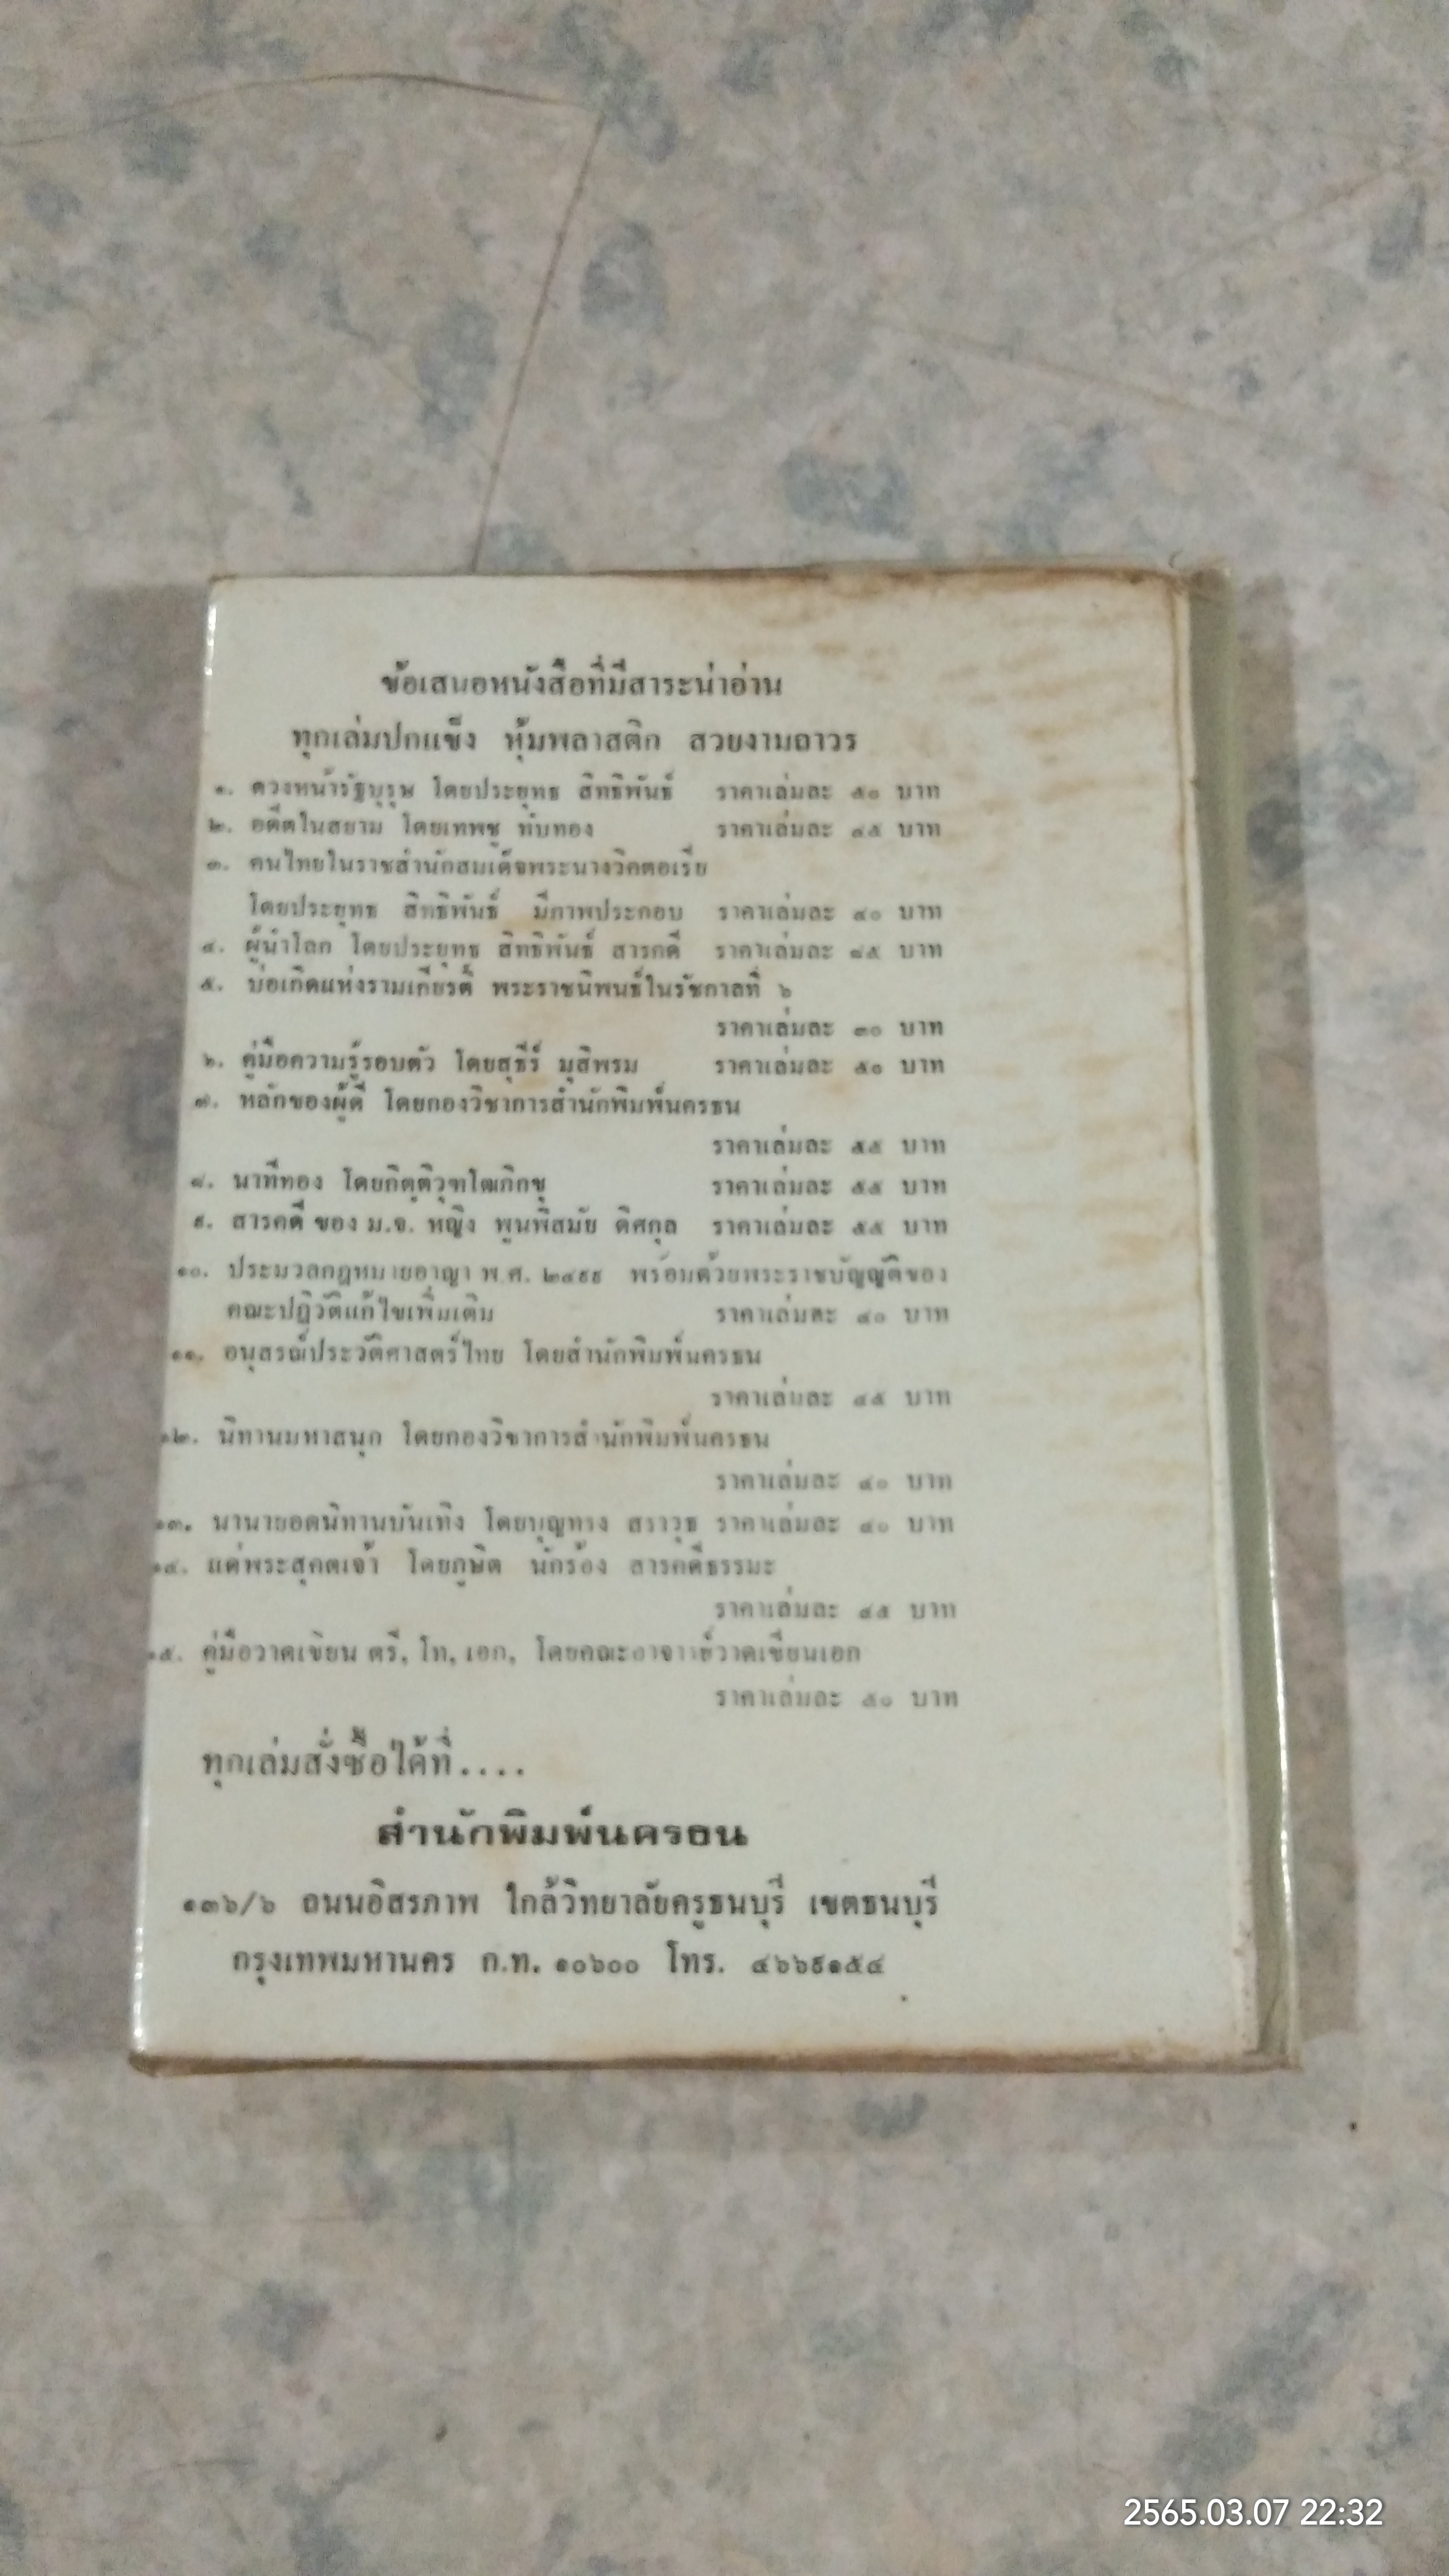 ข้อเสนอหนังสือที่มีสาระน่าอ่าน
ทุกเล่มปกแข็ง หุ้มพลาสติก สวยงามถาวร
๑. ดวงหน้ารัฐบุรุษ โดยประยุทธ สิทธิพันธ์ ราคาเล่มละ ๕๐ บาท
๒. อดีตในสยาม โดยเทพชู ทับทอง ราคาเล่มละ ๔๕ บาท
๓. คนไทยในราชสำนักสมเด็จพระนางวิคตอเรีย
โดยประยุทธ สิทธิพันธ์ มีภาพประกอบ ราคาเล่มละ ๔๐ บาท
๔. ผู้นำโลก โดยประยุทธ สิทธิพันธ์ สารคดี ราคาเล่มละ ๔๕ บาท
๕. บ่อเกิดแห่งรามเกียรติ์ พระราชนิพนธ์ในรัชกาลที่ ๖
ราคาเล่มละ ๓๐ บาท
๖. คู่มือความรู้รอบตัว โดยสุธีร์ มุสิพรม ราคาเล่มละ ๕๐ บาท
๗. หลักของผู้ดี โดยกองวิชาการสำนักพิมพ์นครธน
ราคาเล่มละ ๕๕ บาท
๘. นาทีทอง โดยกิตฺติวุฑฺโฒภิกขุ ราคาเล่มละ ๕๕ บาท
๙. สารคดี ของ ม.จ. หญิง พูนพิสมัย ดิศกุล ราคาเล่มละ ๕๕ บาท
๑๐. ประมวลกฎหมายอาญา พ.ศ. ๒๔๙๙ พร้อมด้วยพระราชบัญญัติของ
คณะปฏิวัติแก้ไขเพิ่มเติม ราคาเล่มละ ๔๐ บาท
๑๑. อนุสรณ์ประวัติศาสตร์ไทย โดยสำนักพิมพ์นครธน
ราคาเล่มละ ๔๕ บาท
๑๒. นิทานมหาสนุก โดยกองวิชาการสำนักพิมพ์นครธน
ราคาเล่มละ ๔๐ บาท
๑๓. นานายอดนิทานบันเทิง โดยบุญทรง สราวุธ ราคาเล่มละ ๔๐ บาท
๑๔. แด่พระสุคตเจ้า โดยภูษิต นักร้อง สารคดีธรรมะ
ราคาเล่มละ ๔๕ บาท
๑๕. คู่มือวาดเขียน ตรี, โท, เอก, โดยคณะอาจารย์วาดเขียนเอก
ราคาเล่มละ ๕๐ บาท
ทุกเล่มสั่งซื้อได้ที่....
สำนักพิมพ์นครธน
๑๓๖/๖ ถนนอิสรภาพ ใกล้วิทยาลัยครูธนบุรี เขตธนบุรี
กรุงเทพมหานคร ก.ท. ๑๐๖๐๐ โทร. ๔๖๖๙๑๕๔
2565.03.07 22:32